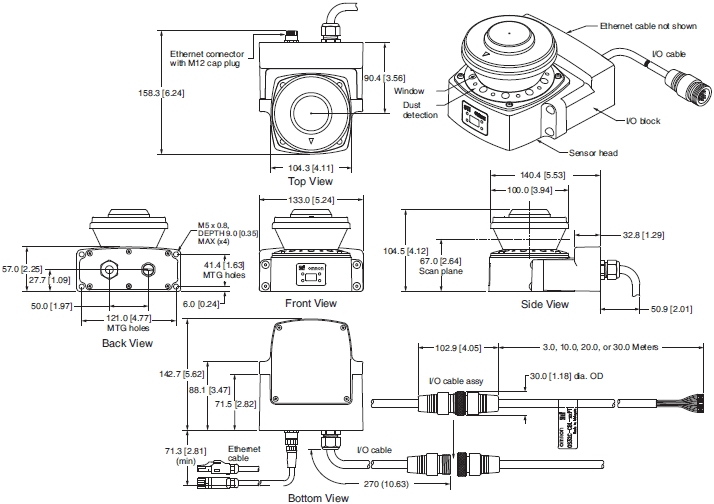 Ethernet connector
with M12 cap plug
158.3 [6.24]
90.4 [3.56]
104.3 [4.11]
Top View
Ethernet cable not shown
I/O cable
Window
Dust
detection
I/O block
Sensor head
M5 x 0.8,
DEPTH 9.0 [0.35]
MAX (x4)
57.0 [2.25]
27.7 [1.09]
41.4 [1.63]
MTG holes
50.0 [1.97]
6.0 [0.24]
121.0 [4.77]
MTG holes
Back View
133.0 [5.24]
omron
Front View
140.4 [5.53]
100.0 [3.94]
104.5 [4.12]
67.0 [2.64]
Scan plane
32.8 [1.29]
50.9 [2.01]
Side View
142.7 [5.62]
88.1 [3.47]
71.5 [2.82]
71.3 [2.81]
(min)
Ethernet
cable
I/O cable
270 (10.63)
Bottom View
102.9 [4.05]
3.0, 10.0, 20.0, or 30.0 Meters
I/O cable assy
30.0 [1.18] dia. OD
omron